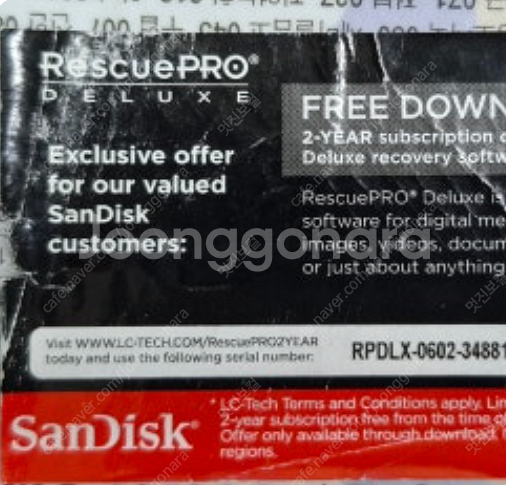 RescuePRO®
DELUXE
FREE DOWN
2-YEAR subscription
Deluxe recovery softw
Exclusive offer
for our valued
SanDisk
customers:
RescuePRO® Deluxe is
software for digital me
images, videos, docum
or just about anything
Joonggonara
Visit WWW.LC-TECH.COM/RescuePRO2YEAR
today and use the following serial number:
RPDLX-0602-34881
SanDisk®
* LC-Tech Terms and Conditions apply. Lim
2-year subscription free from the time o
Offer only available through download.
regions.